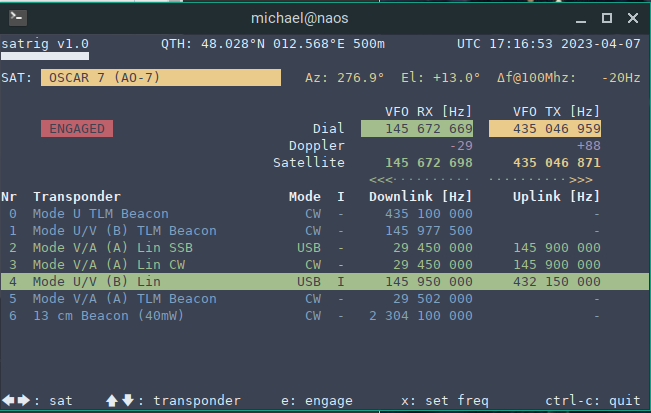 michael@naos
satrig v1.0 QTH: 48.028°N 012.568°E 500m UTC 17:16:53 2023-04-07
SAT: OSCAR 7 (AO-7) Az: 276.9° El: +13.0° Δf@100Mhz: -20Hz
VFO RX [Hz] VFO TX [Hz]
ENGAGED Dial 145 672 669 435 046 959
Doppler -29 +88
Satellite 145 672 698 435 046 871
<<<·········· ··········>>>
Nr Transponder Mode I Downlink [Hz] Uplink [Hz]
0 Mode U TLM Beacon CW - 435 100 000 -
1 Mode U/V (B) TLM Beacon CW - 145 977 500 -
2 Mode V/A (A) Lin SSB USB - 29 450 000 145 900 000
3 Mode V/A (A) Lin CW CW - 29 450 000 145 900 000
4 Mode U/V (B) Lin USB I 145 950 000 432 150 000
5 Mode V/A (A) TLM Beacon CW - 29 502 000 -
6 13 cm Beacon (40mW) CW - 2 304 100 000 -
⬅➡: sat ⬆⬇: transponder e: engage x: set freq ctrl-c: quit